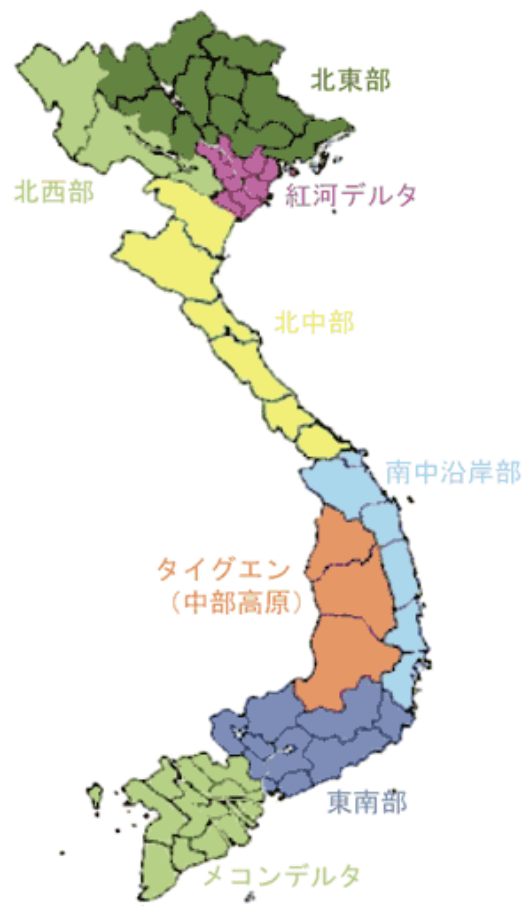 北東部
北西部
紅河デルタ
北中部
南中沿岸部
タイグエン
（中部高原）
東南部
メコンデルタ